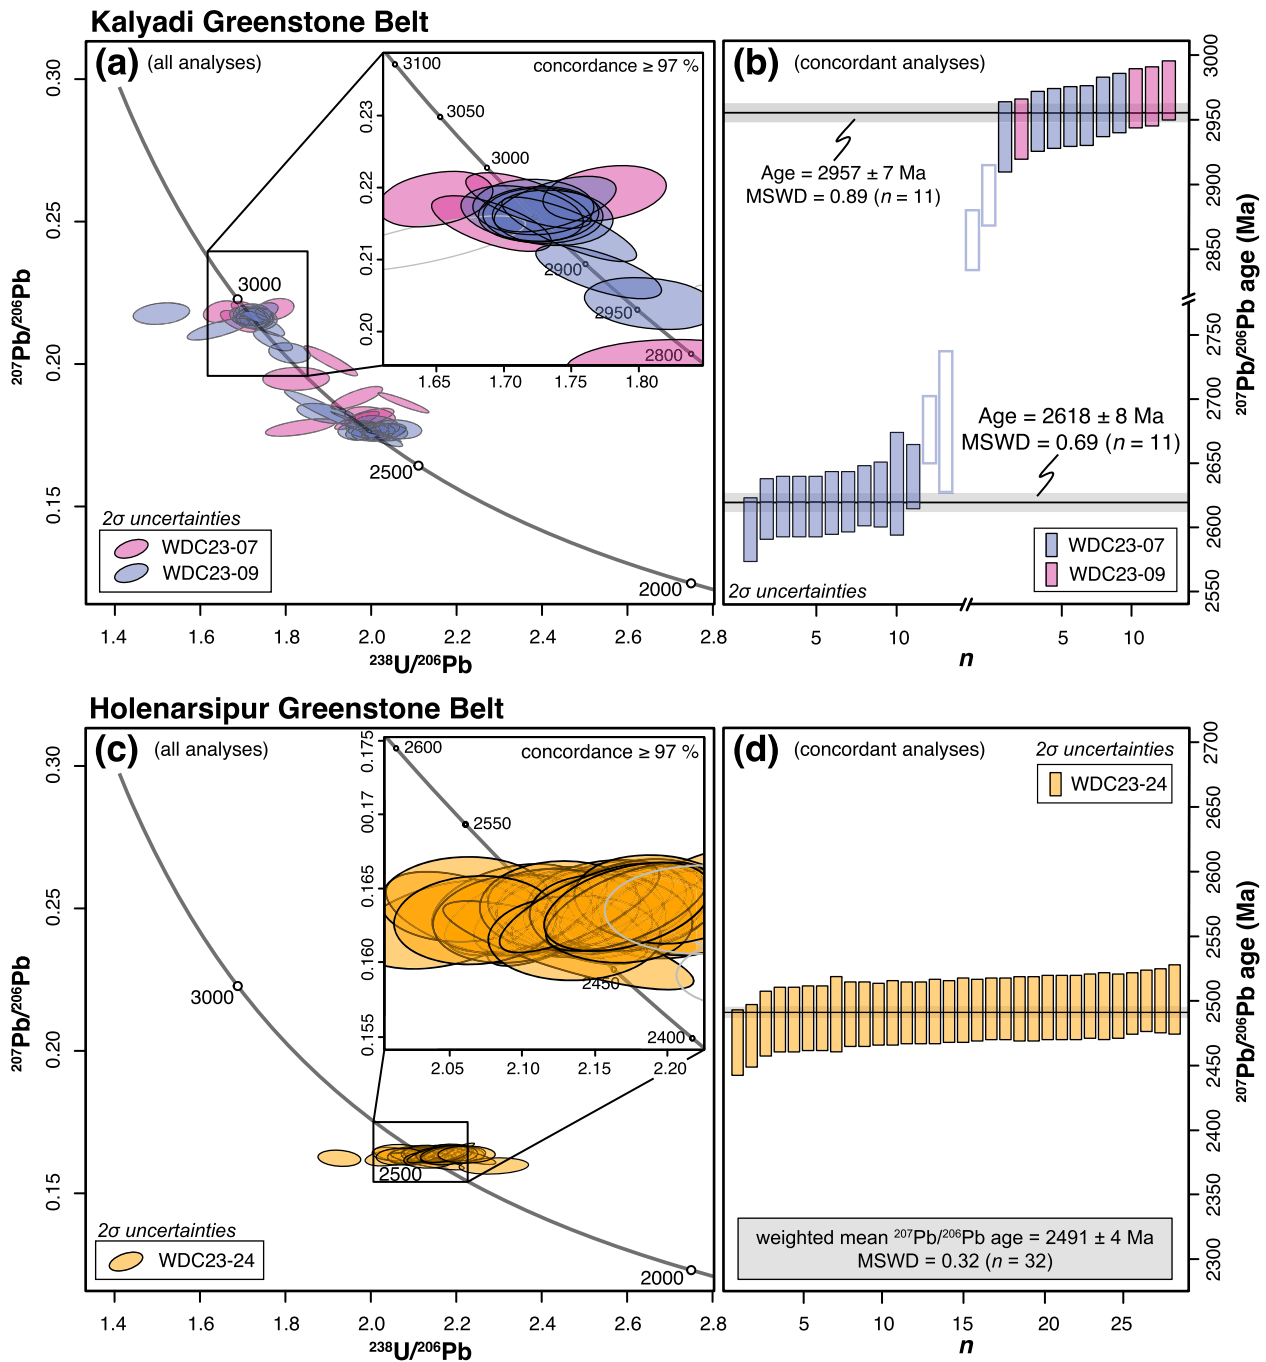 Kalyadi Greenstone Belt
(a) (all analyses)
concordance ≥ 97 %
3100
3050
3000
2900
2950
2800
0.23
0.22
0.21
0.20
1.65 1.70 1.75 1.80
3000
2500
2000
0.30
0.25
0.20
0.15
²⁰⁷Pb/²⁰⁶Pb
2σ uncertainties
WDC23-07
WDC23-09
1.4 1.6 1.8 2.0 2.2 2.4 2.6 2.8
²³⁸U/²⁰⁶Pb
(b) (concordant analyses)
Age = 2957 ± 7 Ma
MSWD = 0.89 (n = 11)
Age = 2618 ± 8 Ma
MSWD = 0.69 (n = 11)
WDC23-07
WDC23-09
2σ uncertainties
3000
2950
2900
2850
2750
2700
2650
2600
2550
²⁰⁷Pb/²⁰⁶Pb age (Ma)
5 10 5 10
n
Holenarsipur Greenstone Belt
(c) (all analyses)
concordance ≥ 97 %
2600
2550
2450
2400
0.175
00.17
0.165
0.160
0.155
2.05 2.10 2.15 2.20
3000
2500
2000
0.30
0.25
0.20
0.15
²⁰⁷Pb/²⁰⁶Pb
2σ uncertainties
WDC23-24
1.4 1.6 1.8 2.0 2.2 2.4 2.6 2.8
²³⁸U/²⁰⁶Pb
(d) (concordant analyses)
2σ uncertainties
WDC23-24
weighted mean ²⁰⁷Pb/²⁰⁶Pb age = 2491 ± 4 Ma
MSWD = 0.32 (n = 32)
2700
2650
2600
2550
2500
2450
2400
2350
2300
²⁰⁷Pb/²⁰⁶Pb age (Ma)
5 10 15 20 25
n